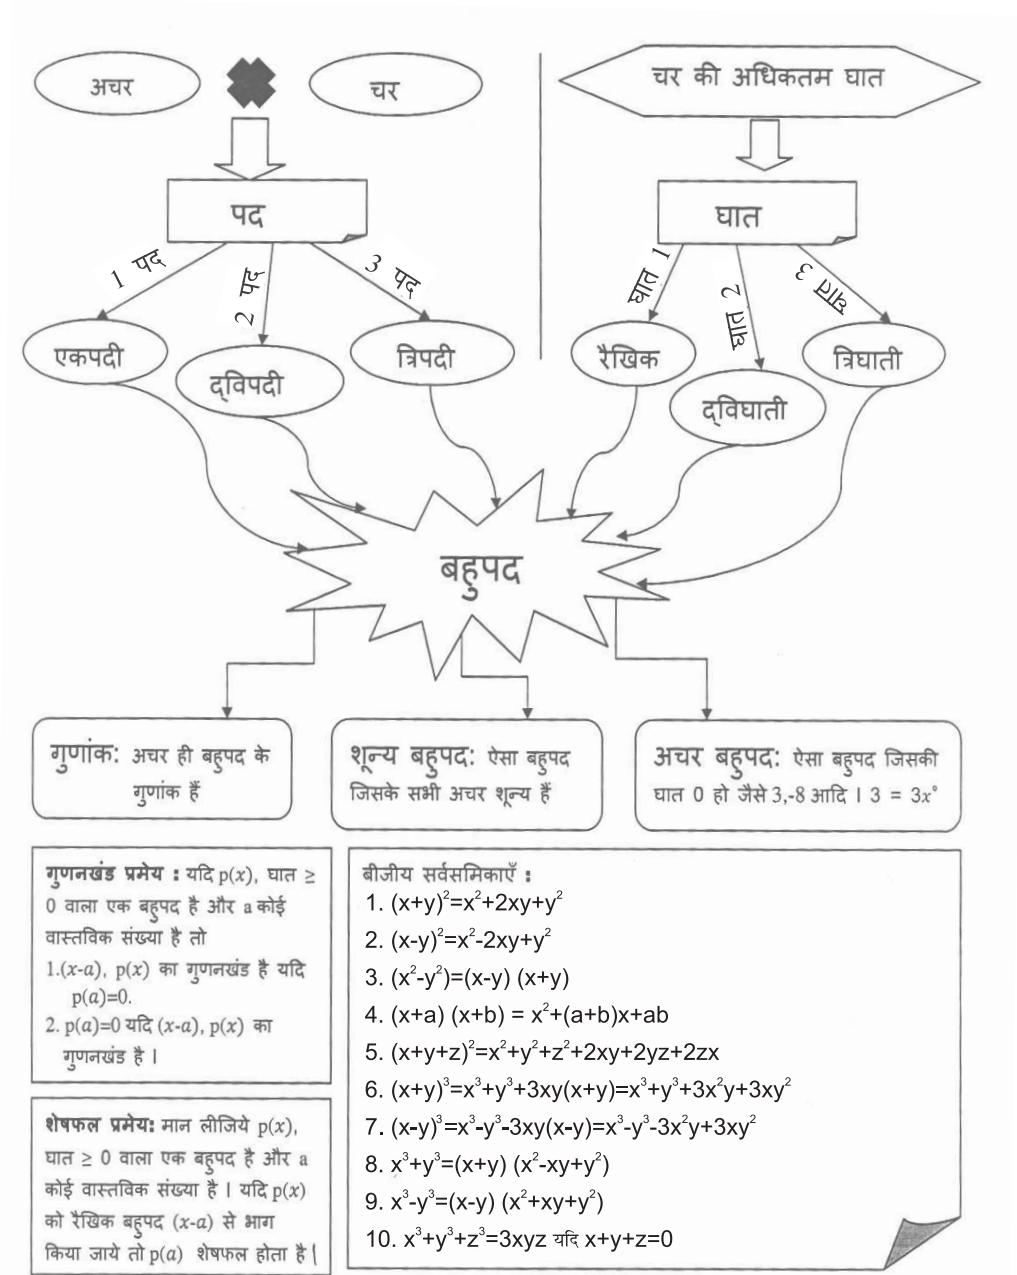 अचर
चर
चर की अधिकतम घात
पद
घात
1 पद
2 पद
3 पद
घात 1
घात 2
घात 3
एकपदी
द्विपदी
त्रिपदी
रैखिक
द्विघाती
त्रिघाती
बहुपद
गुणांक: अचर ही बहुपद के
गुणांक हैं
शून्य बहुपद: ऐसा बहुपद
जिसके सभी अचर शून्य हैं
अचर बहुपद: ऐसा बहुपद जिसकी
घात 0 हो जैसे 3,-8 आदि । 3 = 3x°
गुणनखंड प्रमेय : यदि p(x), घात ≥
0 वाला एक बहुपद है और a कोई
वास्तविक संख्या है तो
1.(x-a), p(x) का गुणनखंड है यदि
p(a)=0.
2. p(a)=0 यदि (x-a), p(x) का
गुणनखंड है ।
शेषफल प्रमेय: मान लीजिये p(x),
घात ≥ 0 वाला एक बहुपद है और a
कोई वास्तविक संख्या है । यदि p(x)
को रैखिक बहुपद (x-a) से भाग
किया जाये तो p(a) शेषफल होता है |
बीजीय सर्वसमिकाएँ :
1. (x+y)²=x²+2xy+y²
2. (x-y)²=x²-2xy+y²
3. (x²-y²)=(x-y) (x+y)
4. (x+a) (x+b) = x²+(a+b)x+ab
5. (x+y+z)²=x²+y²+z²+2xy+2yz+2zx
6. (x+y)³=x³+y³+3xy(x+y)=x³+y³+3x²y+3xy²
7. (x-y)³=x³-y³-3xy(x-y)=x³-y³-3x²y+3xy²
8. x³+y³=(x+y) (x²-xy+y²)
9. x³-y³=(x-y) (x²+xy+y²)
10. x³+y³+z³=3xyz यदि x+y+z=0